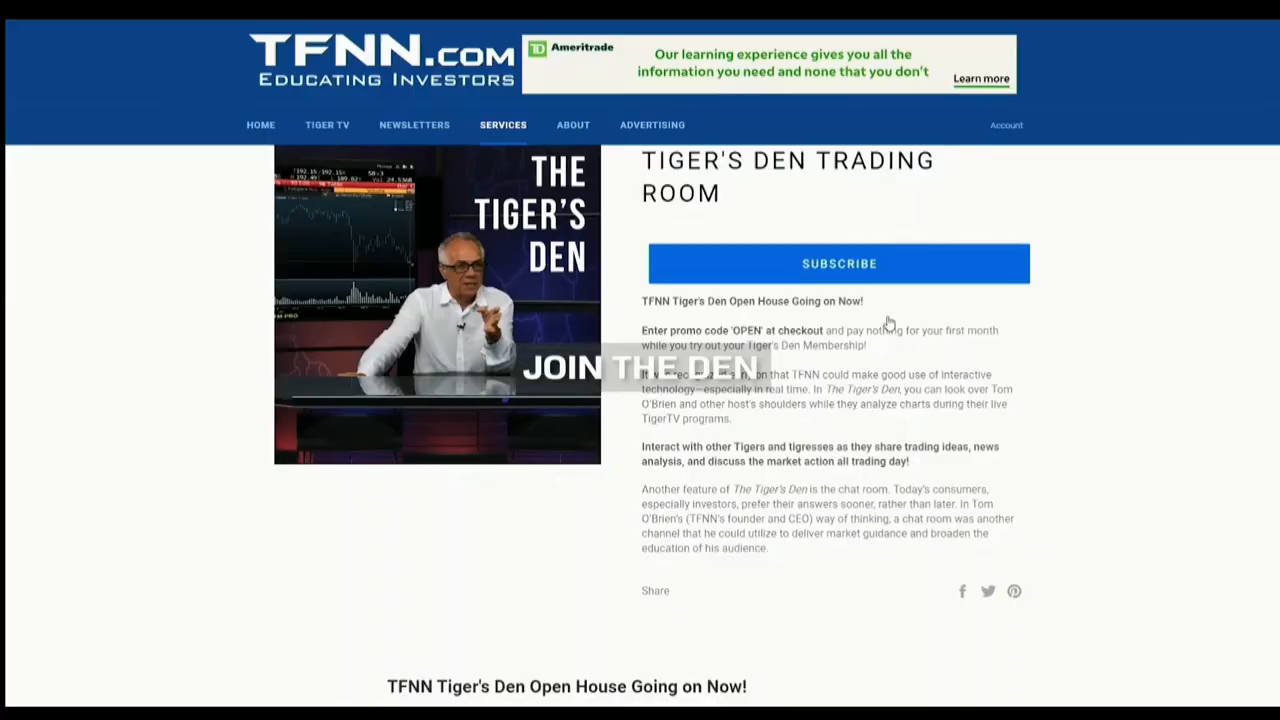 TFNN.COM
EDUCATING INVESTORS
TD Ameritrade
Our learning experience gives you all the
information you need and none that you don't
Learn more
HOME TIGER TV NEWSLETTERS SERVICES ABOUT ADVERTISING Account
THE
TIGER'S
DEN
TIGER'S DEN TRADING
ROOM
SUBSCRIBE
TFNN Tiger's Den Open House Going on Now!
Enter promo code 'OPEN' at checkout and pay nothing for your first month
while you try out your Tiger's Den Membership!
JOIN THE DEN
that TFNN could make good use of interactive
technology—especially in real time. In The Tiger's Den, you can look over Tom
O'Brien and other host's shoulders while they analyze charts during their live
TigerTV programs.
Interact with other Tigers and tigresses as they share trading ideas, news
analysis, and discuss the market action all trading day!
Another feature of The Tiger's Den is the chat room. Today's consumers,
especially investors, prefer their answers sooner, rather than later. In Tom
O'Brien's (TFNN's founder and CEO) way of thinking, a chat room was another
channel that he could utilize to deliver market guidance and broaden the
education of his audience.
Share
TFNN Tiger's Den Open House Going on Now!